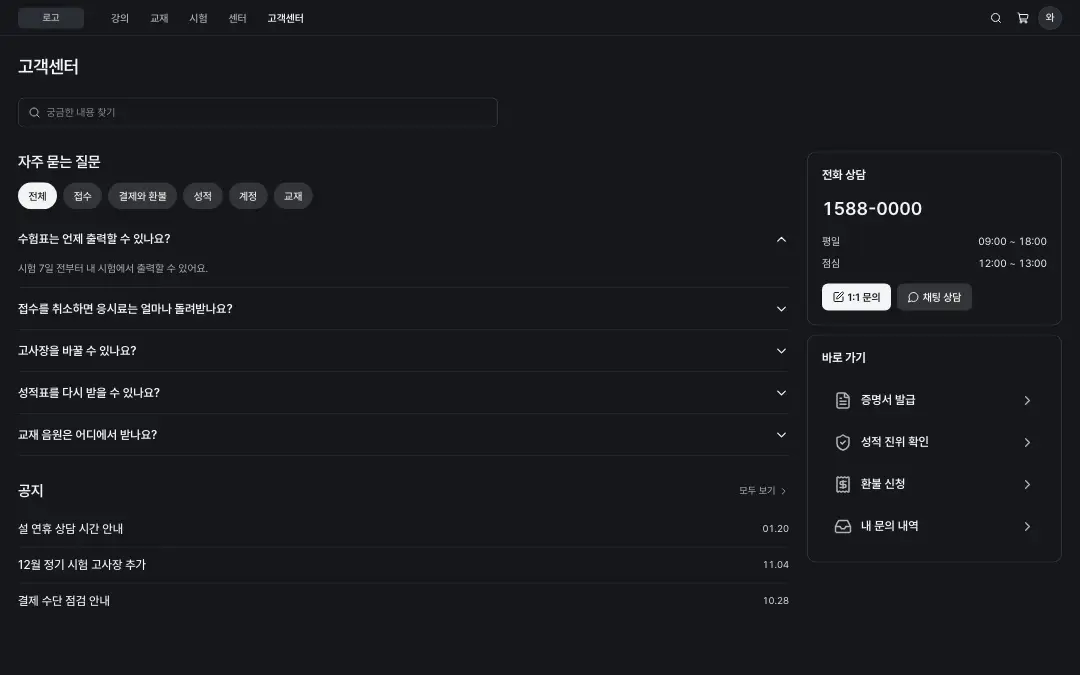 로고 강의 교재 시험 센터 고객센터 와
고객센터
궁금한 내용 찾기
자주 묻는 질문
전체 접수 결제와 환불 성적 계정 교재
수험표는 언제 출력할 수 있나요?
시험 7일 전부터 내 시험에서 출력할 수 있어요.
접수를 취소하면 응시료는 얼마나 돌려받나요?
고사장을 바꿀 수 있나요?
성적표를 다시 받을 수 있나요?
교재 음원은 어디에서 받나요?
공지 모두 보기
설 연휴 상담 시간 안내 01.20
12월 정기 시험 고사장 추가 11.04
결제 수단 점검 안내 10.28
전화 상담
1588-0000
평일 09:00 ~ 18:00
점심 12:00 ~ 13:00
1:1 문의 채팅 상담
바로 가기
증명서 발급
성적 진위 확인
환불 신청
내 문의 내역